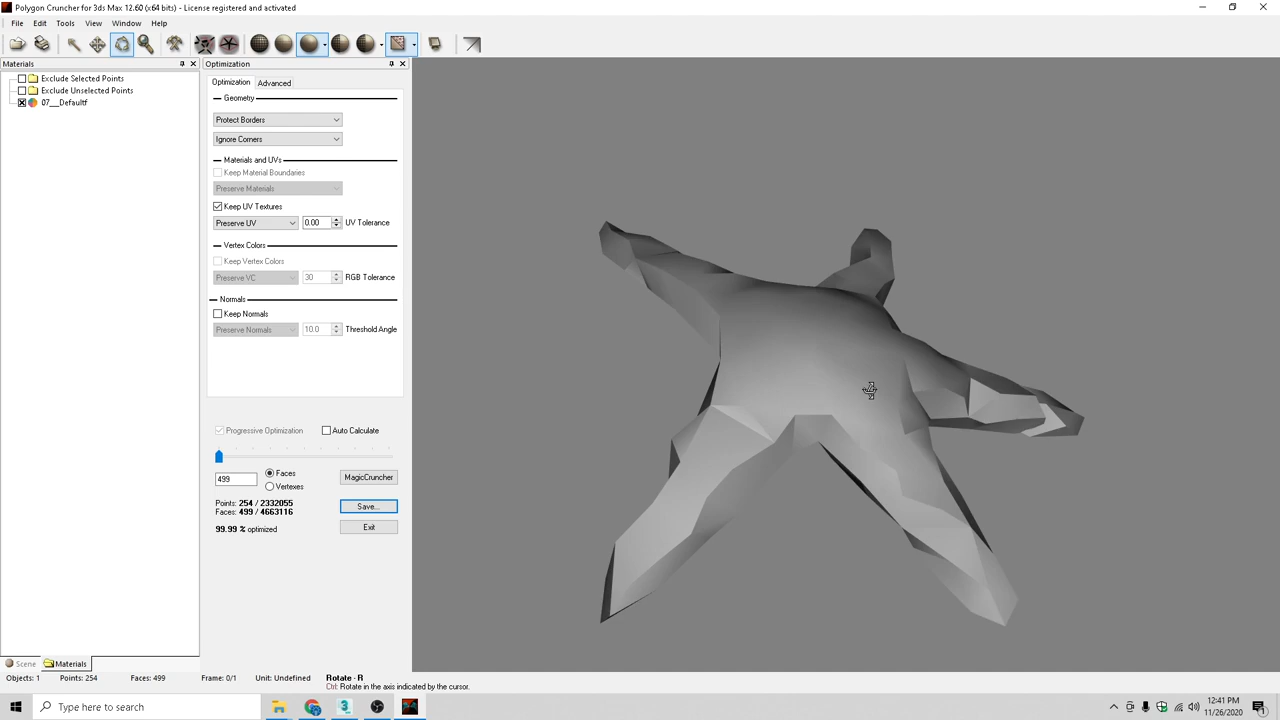 Polygon Cruncher for 3ds Max 12.60 (x64 bits) - License registered and activated
File Edit Tools View Window Help
Materials
Optimization
Exclude Selected Points
Exclude Unselected Points
07__Defaultf
Optimization Advanced
Geometry
Protect Borders
Ignore Corners
Materials and UVs
Keep Material Boundaries
Preserve Materials
Keep UV Textures
Preserve UV 0.00 UV Tolerance
Vertex Colors
Keep Vertex Colors
Preserve VC 30 RGB Tolerance
Normals
Keep Normals
Preserve Normals 10.0 Threshold Angle
Progressive Optimization Auto Calculate
499 Faces MagicCruncher
Vertexes
Points: 254 / 2332055 Save...
Faces: 499 / 4663116
99.99 % optimized Exit
Scene Materials
Objects: 1 Points: 254 Faces: 499 Frame: 0/1 Unit: Undefined Rotate - R
Ctrl: Rotate in the axis indicated by the cursor.
Type here to search
12:41 PM
11/26/2020